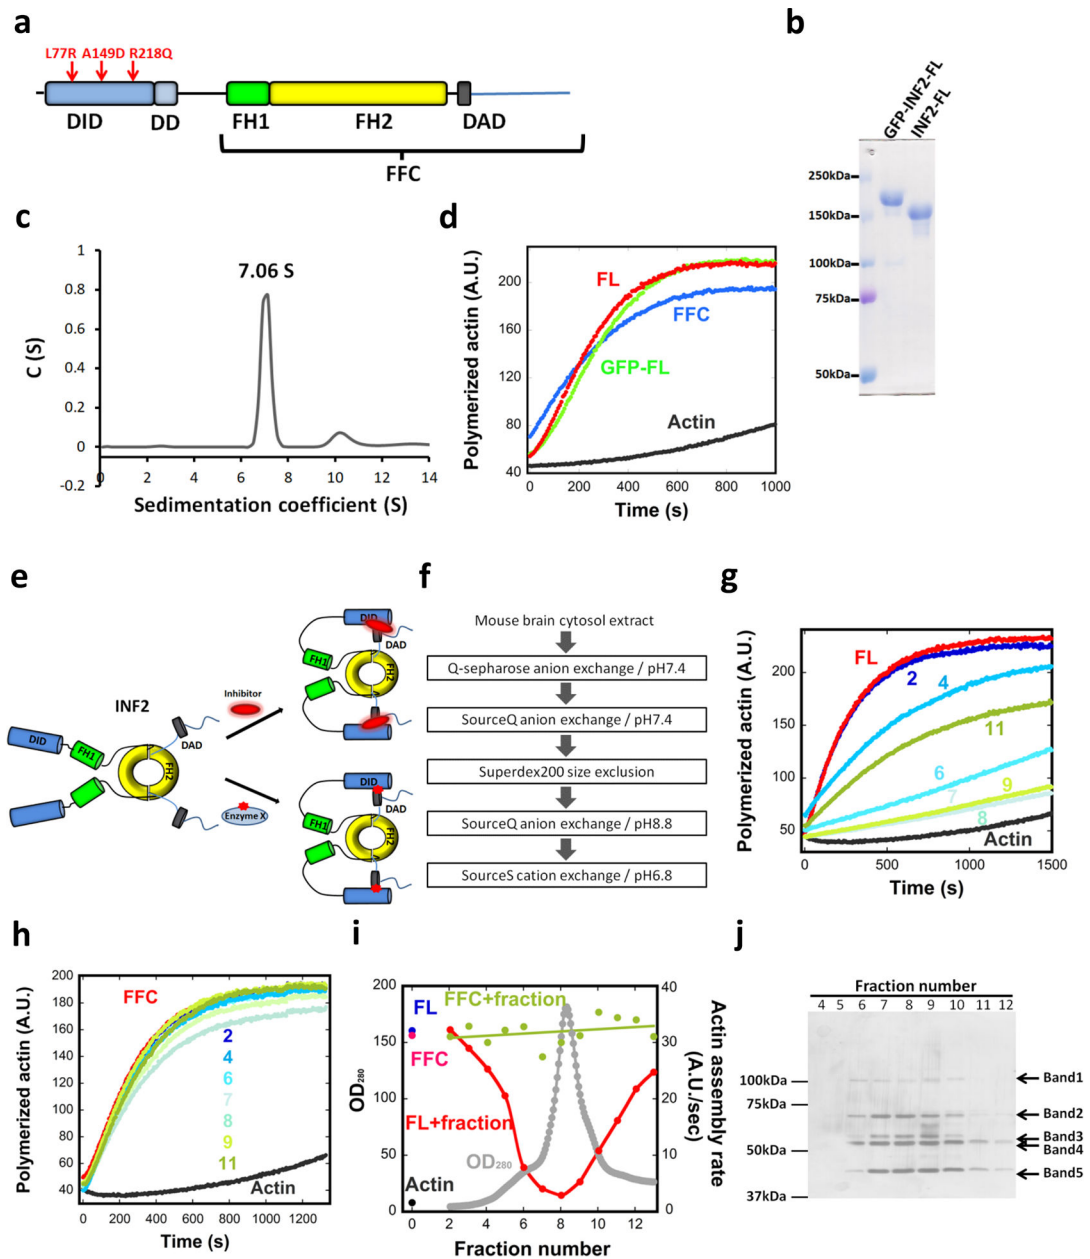 a
L77R A149D R218Q
DID
DD
FH1
FH2
DAD
FFC
b
GFP-INF2-FL
INF2-FL
250kDa
150kDa
100kDa
75kDa
50kDa
c
7.06 S
C (S)
1
0.8
0.6
0.4
0.2
0
-0.2
0 2 4 6 8 10 12 14
Sedimentation coefficient (S)
d
Polymerized actin (A.U.)
200
160
120
80
40
FL
FFC
GFP-FL
Actin
0 200 400 600 800 1000
Time (s)
e
INF2
DID
FH1
FH2
DAD
Inhibitor
Enzyme X
DID
DAD
FH1
FH2
DID
DAD
FH1
FH2
f
Mouse brain cytosol extract
Q-sepharose anion exchange / pH7.4
SourceQ anion exchange / pH7.4
Superdex200 size exclusion
SourceQ anion exchange / pH8.8
SourceS cation exchange / pH6.8
g
Polymerized actin (A.U.)
200
150
100
50
FL
2
4
11
6
9
7
8
Actin
0 500 1000 1500
Time (s)
h
Polymerized actin (A.U.)
200
180
160
140
120
100
80
60
40
FFC
2
4
6
7
8
9
11
Actin
0 200 400 600 800 1000 1200
Time (s)
i
OD280
200
150
100
50
0
FL
FFC
FFC+fraction
FL+fraction
OD280
Actin
40
30
20
10
0
Actin assembly rate
(A.U./sec)
0 2 4 6 8 10 12
Fraction number
j
Fraction number
4 5 6 7 8 9 10 11 12
100kDa
75kDa
50kDa
37kDa
Band1
Band2
Band3
Band4
Band5